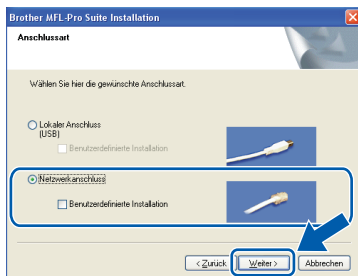 Brother MFL-Pro Suite Installation
Anschlussart
Wählen Sie hier die gewünschte Anschlussart.
Lokaler Anschluss
(USB)
Benutzerdefinierte Installation
Netzwerkanschluss
Benutzerdefinierte Installation
< Zurück Weiter > Abbrechen